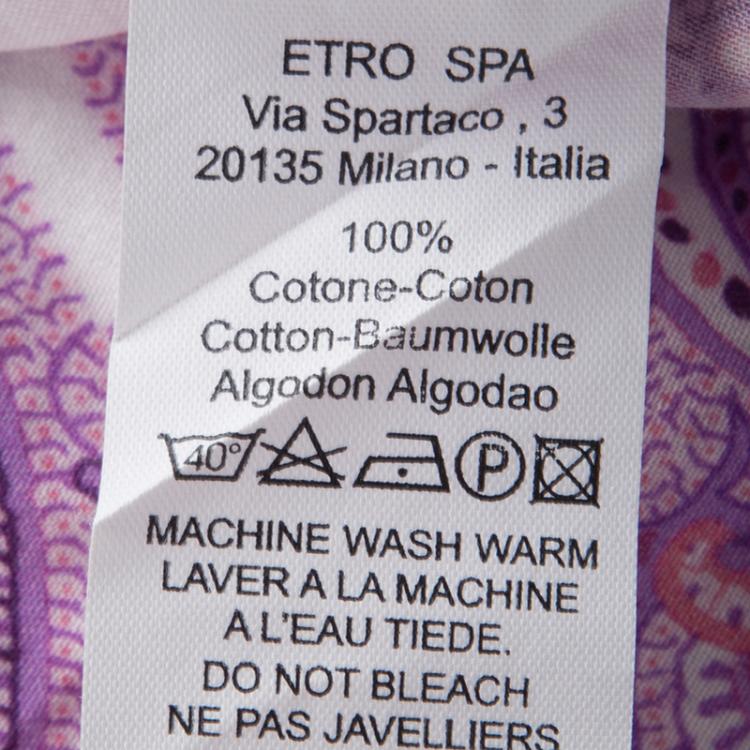 ETRO SPA
Via Spartaco , 3
20135 Milano - Italia
100%
Cotone-Coton
Cotton-Baumwolle
Algodon Algodao
40° P
MACHINE WASH WARM
LAVER A LA MACHINE
A L'EAU TIEDE.
DO NOT BLEACH
NE PAS JAVELLIERS